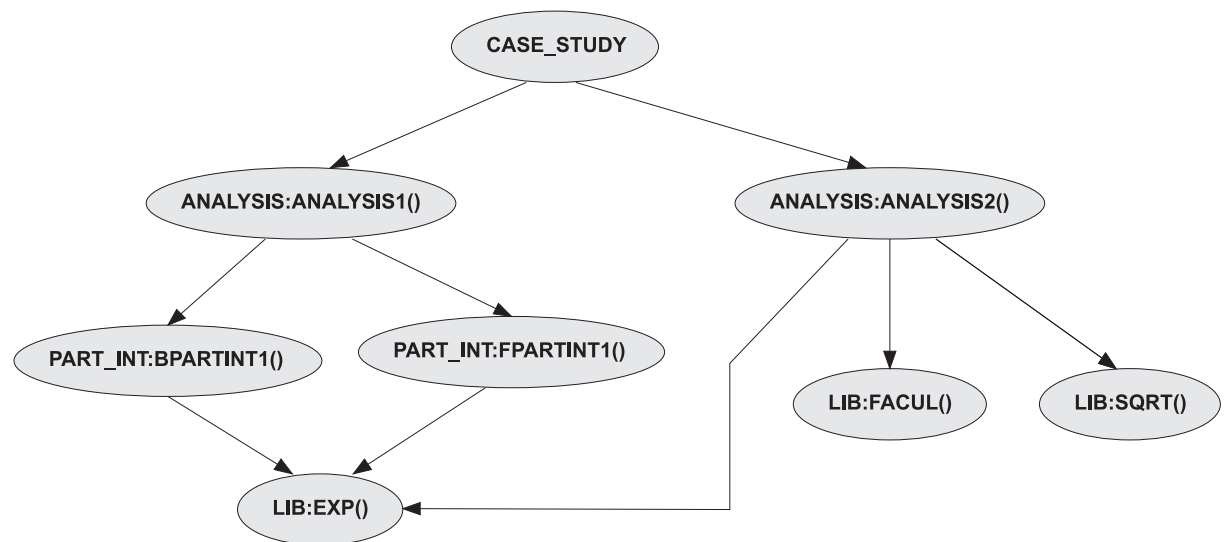 CASE_STUDY
ANALYSIS:ANALYSIS1()
ANALYSIS:ANALYSIS2()
PART_INT:BPARTINT1()
PART_INT:FPARTINT1()
LIB:FACUL()
LIB:SQRT()
LIB:EXP()